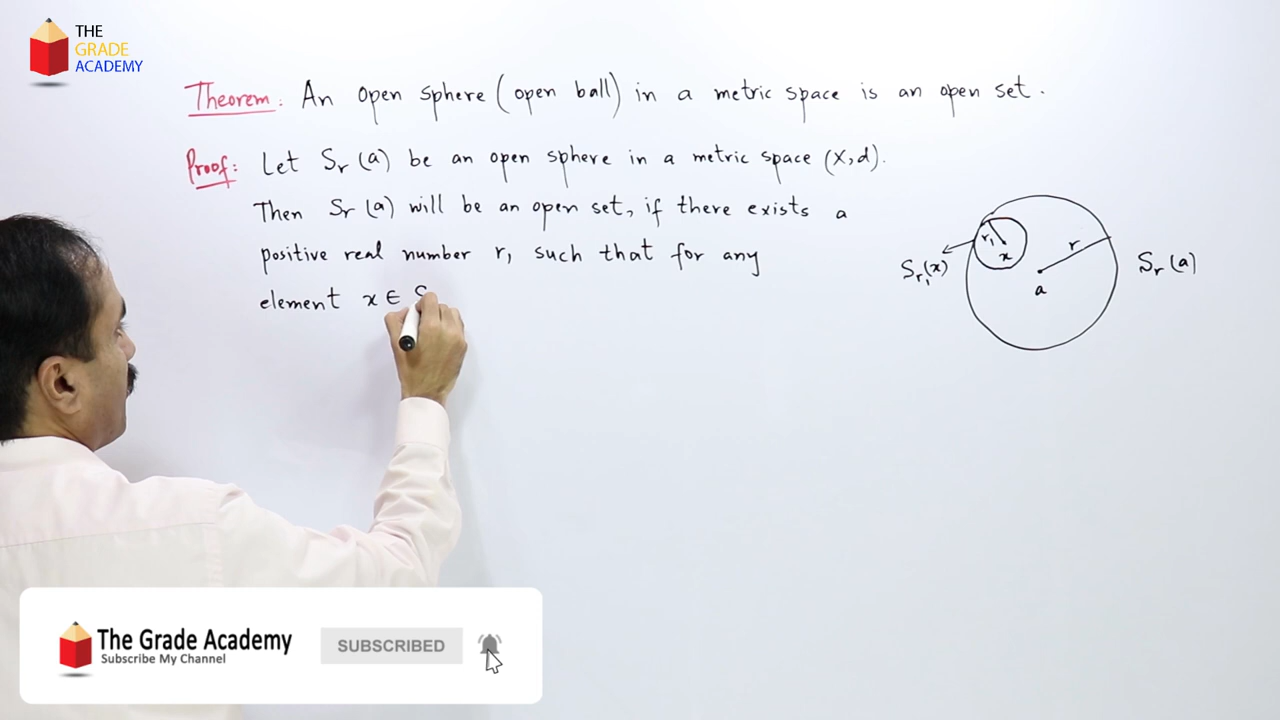 THE
GRADE
ACADEMY
Theorem: An open sphere (open ball) in a metric space is an open set.
Proof: Let Sr(a) be an open sphere in a metric space (X,d).
Then Sr(a) will be an open set, if there exists a
positive real number r₁ such that for any
element x ∈ S
r₁
x
r
a
Sr₁(x)
Sr(a)
The Grade Academy
Subscribe My Channel
SUBSCRIBED